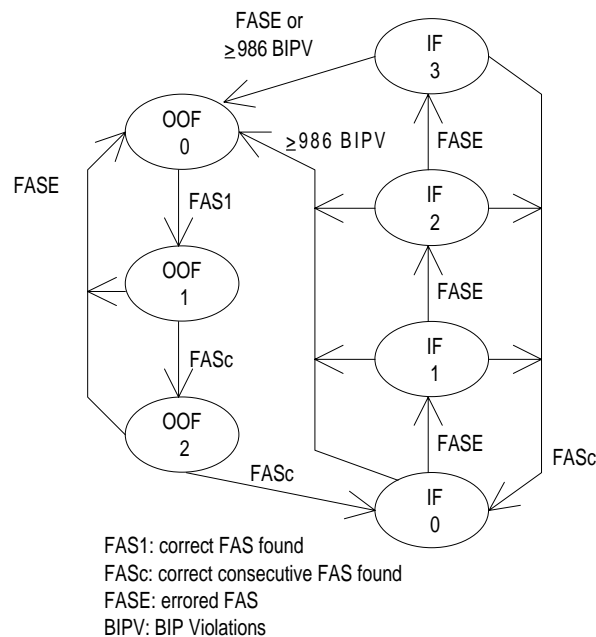 FASE or
≥986 BIPV
IF
3
OOF
0
≥986 BIPV
FASE
FASE
FAS1
IF
2
OOF
1
FASE
FASc
IF
1
OOF
2
FASE
FASc
FASc
IF
0
FAS1: correct FAS found
FASc: correct consecutive FAS found
FASE: errored FAS
BIPV: BIP Violations